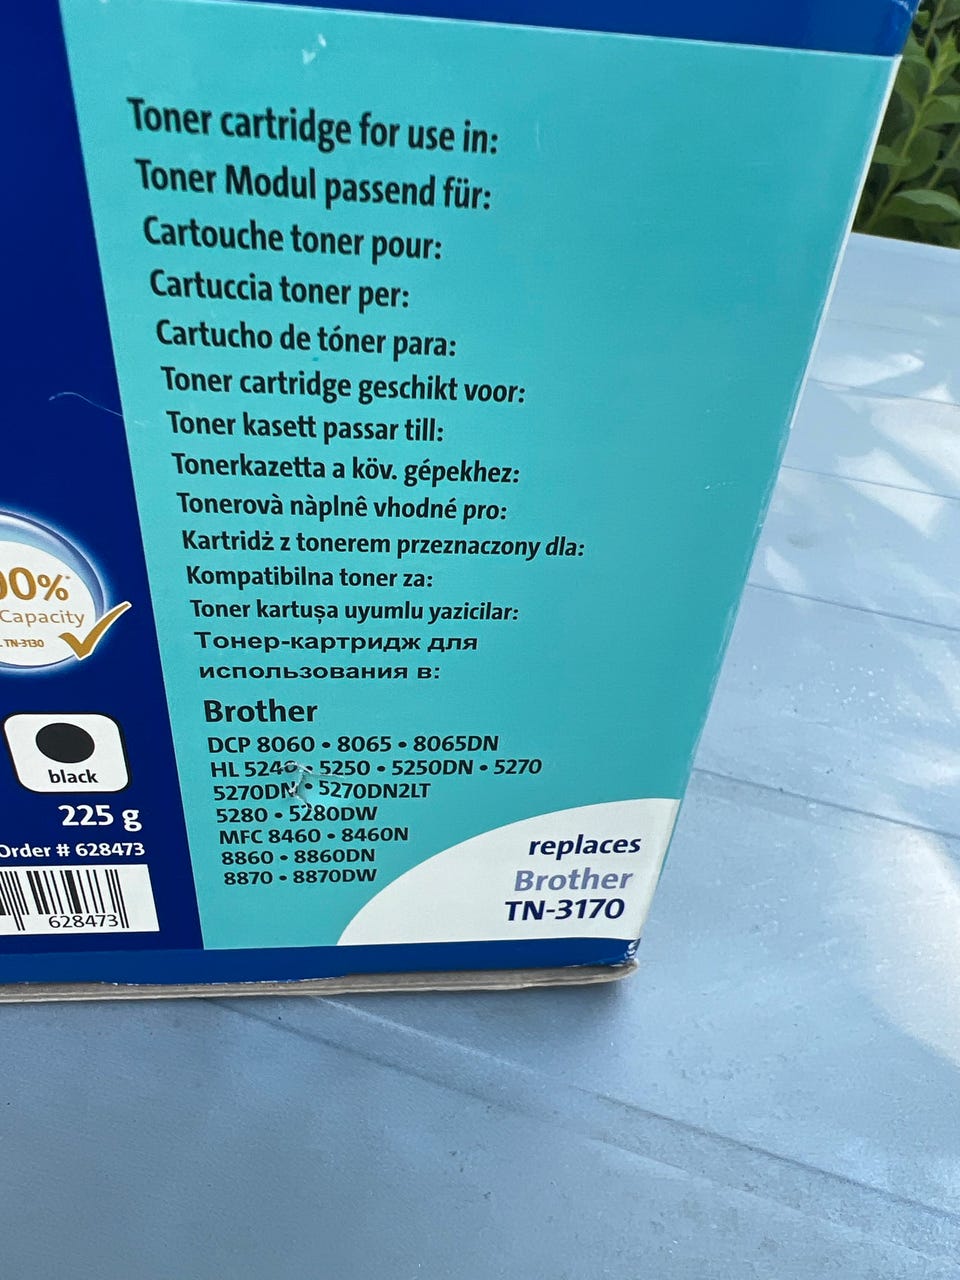 Toner cartridge for use in:
Toner Modul passend für:
Cartouche toner pour:
Cartuccia toner per:
Cartucho de tóner para:
Toner cartridge geschikt voor:
Toner kasett passar till:
Tonerkazetta a köv. gépekhez:
Tonerovà nàplnê vhodné pro:
Kartridż z tonerem przeznaczony dla:
Kompatibilna toner za:
Toner kartuşa uyumlu yazicilar:
Тонер-картридж для
использования в:
Brother
DCP 8060 • 8065 • 8065DN
HL 5240 • 5250 • 5250DN • 5270
5270DN • 5270DN2LT
5280 • 5280DW
MFC 8460 • 8460N
8860 • 8860DN
8870 • 8870DW
replaces
Brother
TN-3170
Capacity
TN-3130
black
225 g
Order # 628473
628473